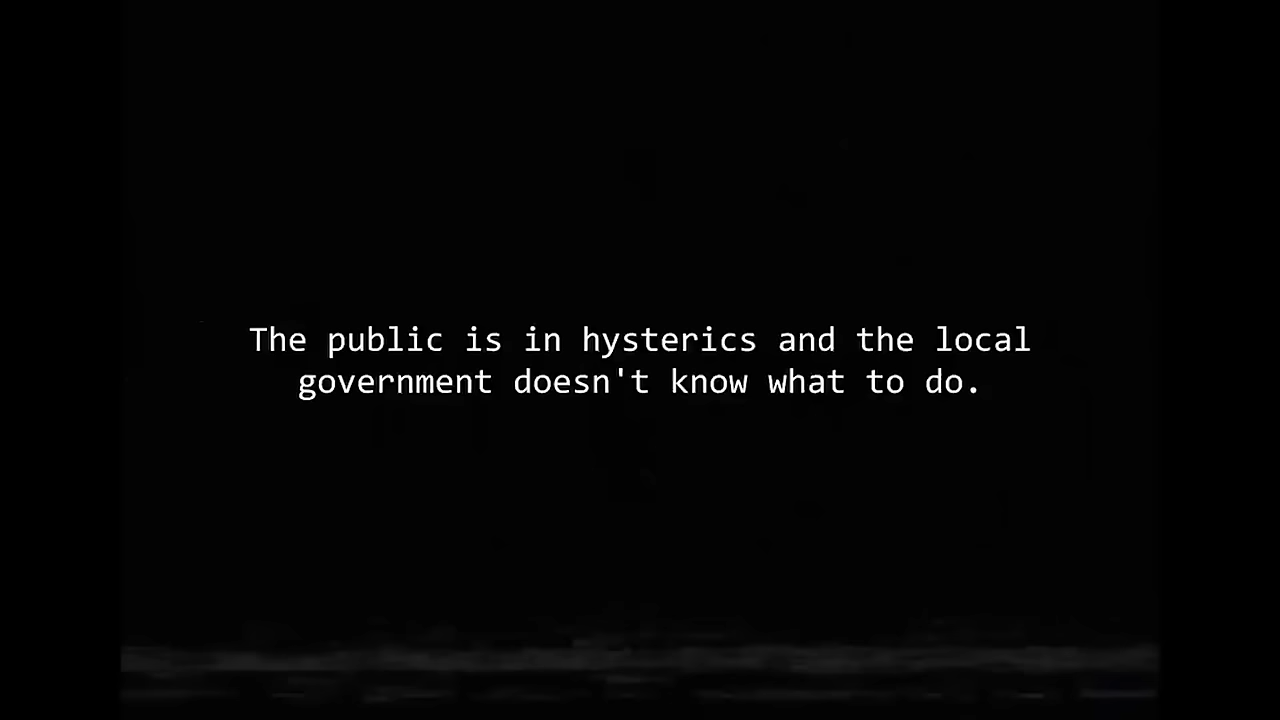 The public is in hysterics and the local
government doesn't know what to do.